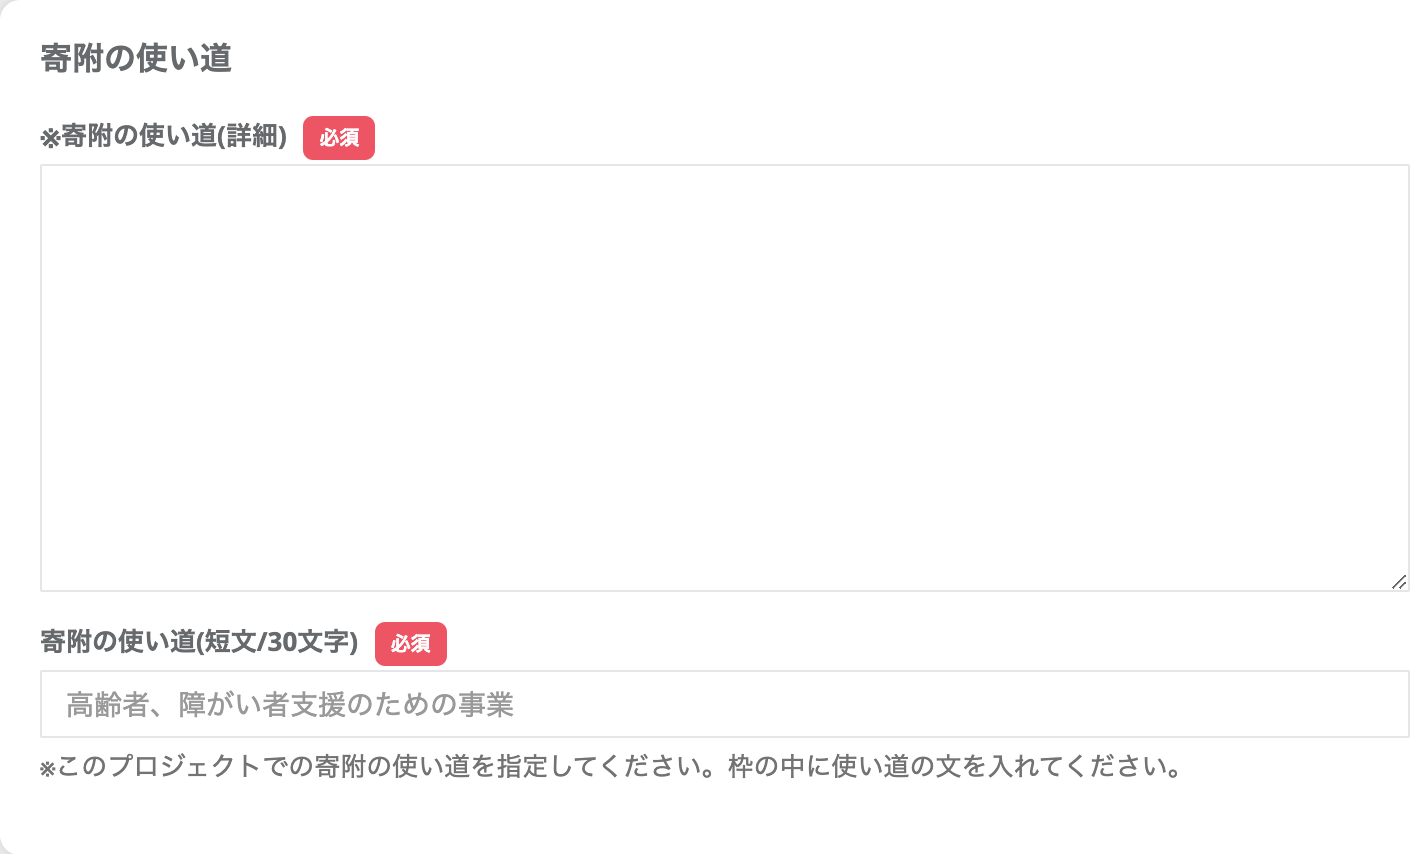 寄附の使い道
※寄附の使い道(詳細) 必須
寄附の使い道(短文/30文字) 必須
高齢者、障がい者支援のための事業
※このプロジェクトでの寄附の使い道を指定してください。枠の中に使い道の文を入れてください。